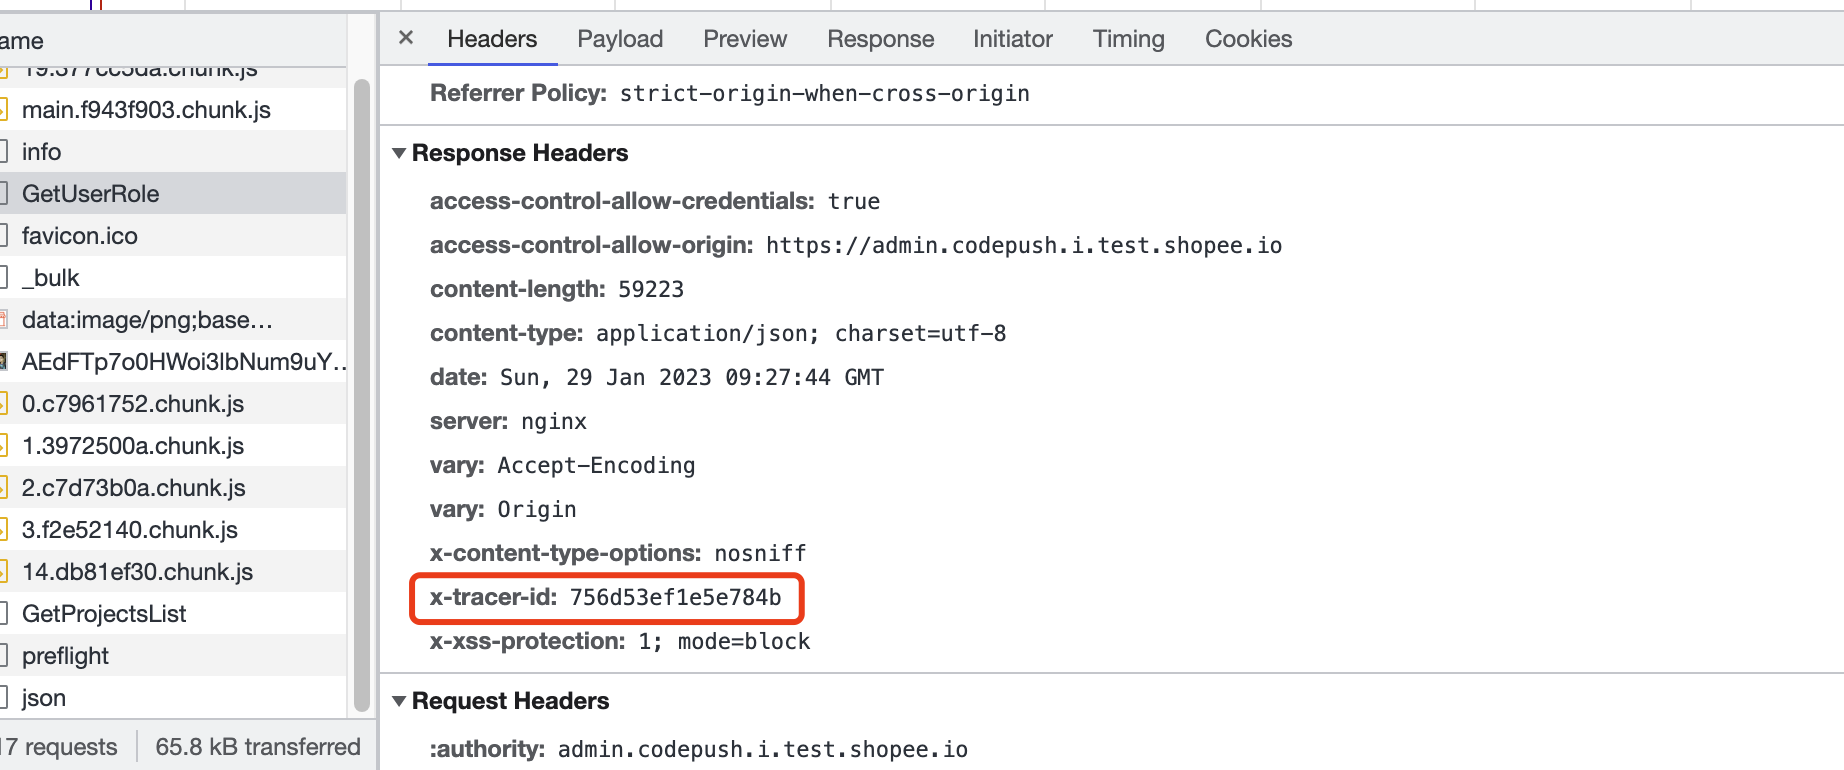 ame
19.377cc5da.chunk.js
main.f943f903.chunk.js
info
GetUserRole
favicon.ico
_bulk
data:image/png;base…
AEdFTp7o0HWoi3lbNum9uY…
0.c7961752.chunk.js
1.3972500a.chunk.js
2.c7d73b0a.chunk.js
3.f2e52140.chunk.js
14.db81ef30.chunk.js
GetProjectsList
preflight
json
17 requests
65.8 kB transferred
× Headers Payload Preview Response Initiator Timing Cookies
Referrer Policy: strict-origin-when-cross-origin
Response Headers
access-control-allow-credentials: true
access-control-allow-origin: https://admin.codepush.i.test.shopee.io
content-length: 59223
content-type: application/json; charset=utf-8
date: Sun, 29 Jan 2023 09:27:44 GMT
server: nginx
vary: Accept-Encoding
vary: Origin
x-content-type-options: nosniff
x-tracer-id: 756d53ef1e5e784b
x-xss-protection: 1; mode=block
Request Headers
:authority: admin.codepush.i.test.shopee.io